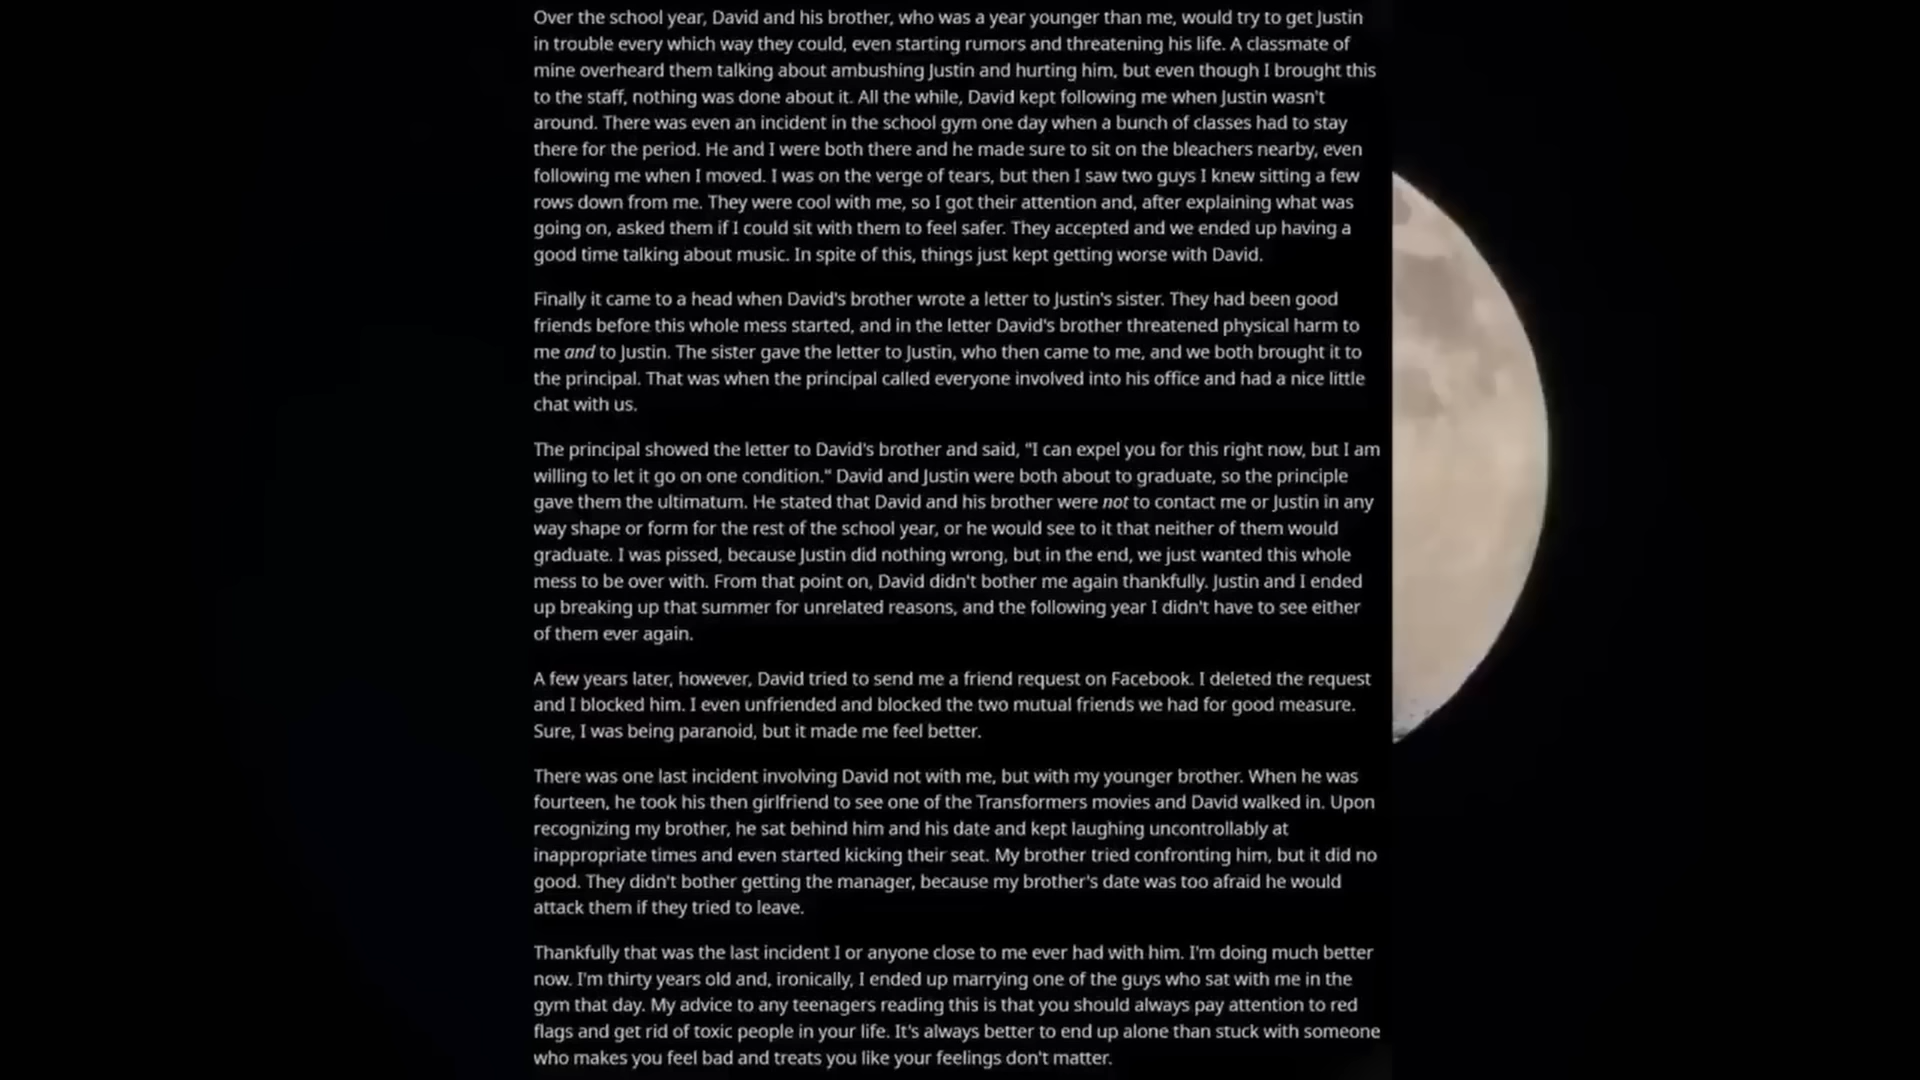 Over the school year, David and his brother, who was a year younger than me, would try to get Justin
in trouble every which way they could, even starting rumors and threatening his life. A classmate of
mine overheard them talking about ambushing Justin and hurting him, but even though I brought this
to the staff, nothing was done about it. All the while, David kept following me when Justin wasn't
around. There was even an incident in the school gym one day when a bunch of classes had to stay
there for the period. He and I were both there and he made sure to sit on the bleachers nearby, even
following me when I moved. I was on the verge of tears, but then I saw two guys I knew sitting a few
rows down from me. They were cool with me, so I got their attention and, after explaining what was
going on, asked them if I could sit with them to feel safer. They accepted and we ended up having a
good time talking about music. In spite of this, things just kept getting worse with David.
Finally it came to a head when David's brother wrote a letter to Justin's sister. They had been good
friends before this whole mess started, and in the letter David's brother threatened physical harm to
me and to Justin. The sister gave the letter to Justin, who then came to me, and we both brought it to
the principal. That was when the principal called everyone involved into his office and had a nice little
chat with us.
The principal showed the letter to David's brother and said, "I can expel you for this right now, but I am
willing to let it go on one condition." David and Justin were both about to graduate, so the principle
gave them the ultimatum. He stated that David and his brother were not to contact me or Justin in any
way shape or form for the rest of the school year, or he would see to it that neither of them would
graduate. I was pissed, because Justin did nothing wrong, but in the end, we just wanted this whole
mess to be over with. From that point on, David didn't bother me again thankfully. Justin and I ended
up breaking up that summer for unrelated reasons, and the following year I didn't have to see either
of them ever again.
A few years later, however, David tried to send me a friend request on Facebook. I deleted the request
and I blocked him. I even unfriended and blocked the two mutual friends we had for good measure.
Sure, I was being paranoid, but it made me feel better.
There was one last incident involving David not with me, but with my younger brother. When he was
fourteen, he took his then girlfriend to see one of the Transformers movies and David walked in. Upon
recognizing my brother, he sat behind him and his date and kept laughing uncontrollably at
inappropriate times and even started kicking their seat. My brother tried confronting him, but it did no
good. They didn't bother getting the manager, because my brother's date was too afraid he would
attack them if they tried to leave.
Thankfully that was the last incident I or anyone close to me ever had with him. I'm doing much better
now. I'm thirty years old and, ironically, I ended up marrying one of the guys who sat with me in the
gym that day. My advice to any teenagers reading this is that you should always pay attention to red
flags and get rid of toxic people in your life. It's always better to end up alone than stuck with someone
who makes you feel bad and treats you like your feelings don't matter.